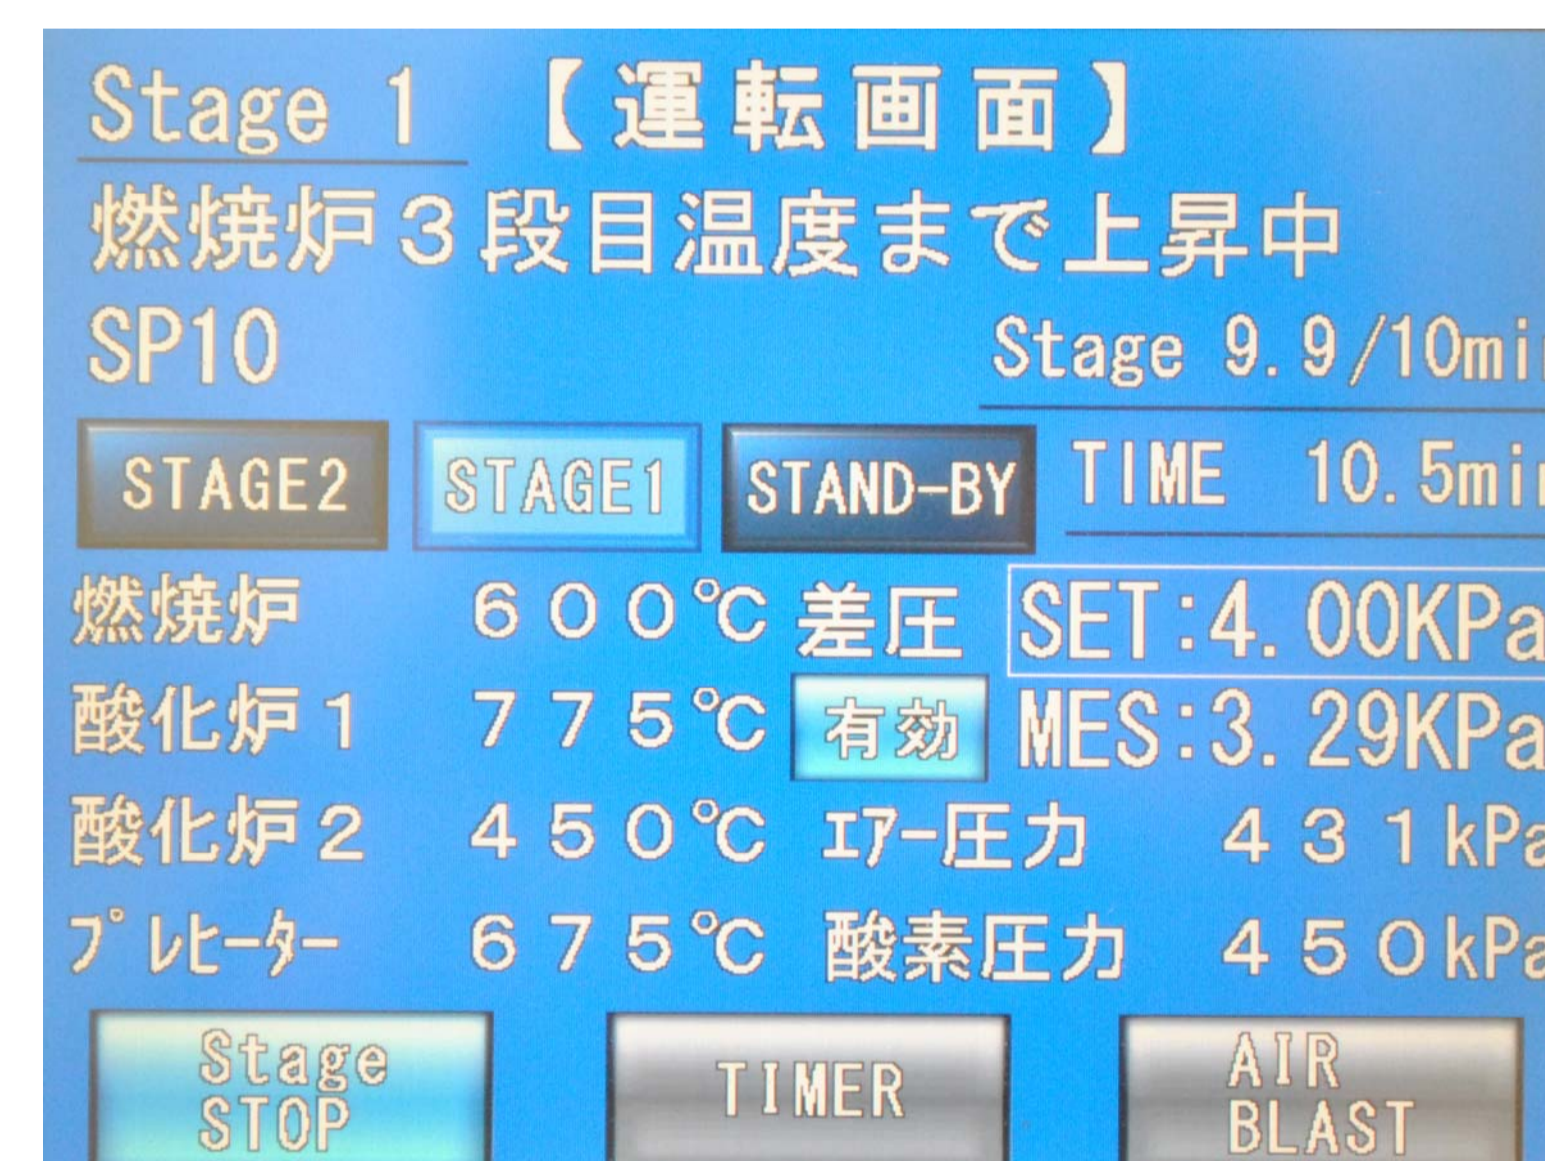 Stage 1 【運転画面】
燃焼炉３段目温度まで上昇中
SP10
Stage 9.9/10mi
STAGE2 STAGE1 STAND-BY TIME 10.5mi
燃焼炉 ６００℃ 差圧 SET:4.00KPa
酸化炉１ ７７５℃ 有効 MES:3.29KPa
酸化炉２ ４５０℃ ｴｱｰ圧力 ４３１kPa
ﾌﾟﾚﾋｰﾀｰ ６７５℃ 酸素圧力 ４５０kPa
Stage TIMER AIR
STOP BLAST